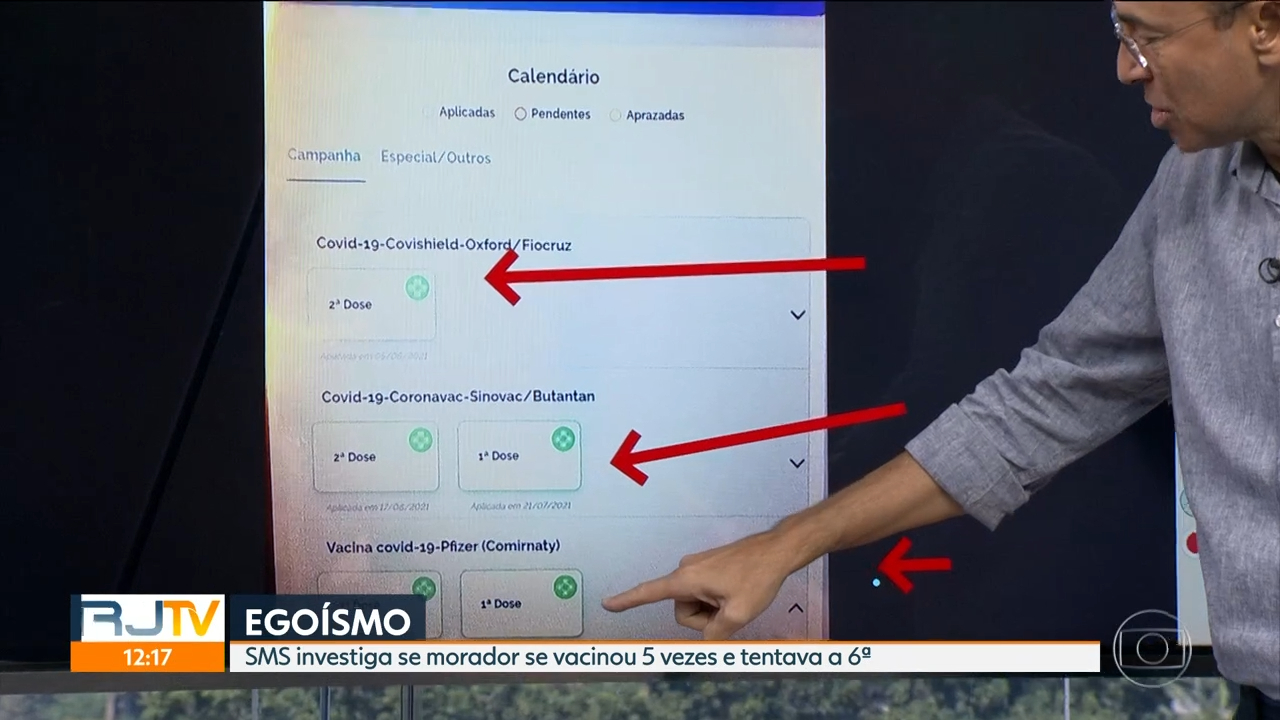 Calendário
Aplicadas Pendentes Aprazadas
Campanha Especial/Outros
Covid-19-Covishield-Oxford/Fiocruz
2ª Dose
Covid-19-Coronavac-Sinovac/Butantan
2ª Dose 1ª Dose
Aplicada em 17/08/2021 Aplicada em 21/07/2021
Vacina covid-19-Pfizer (Comirnaty)
1ª Dose
RJTV EGOÍSMO
12:17 SMS investiga se morador se vacinou 5 vezes e tentava a 6ª